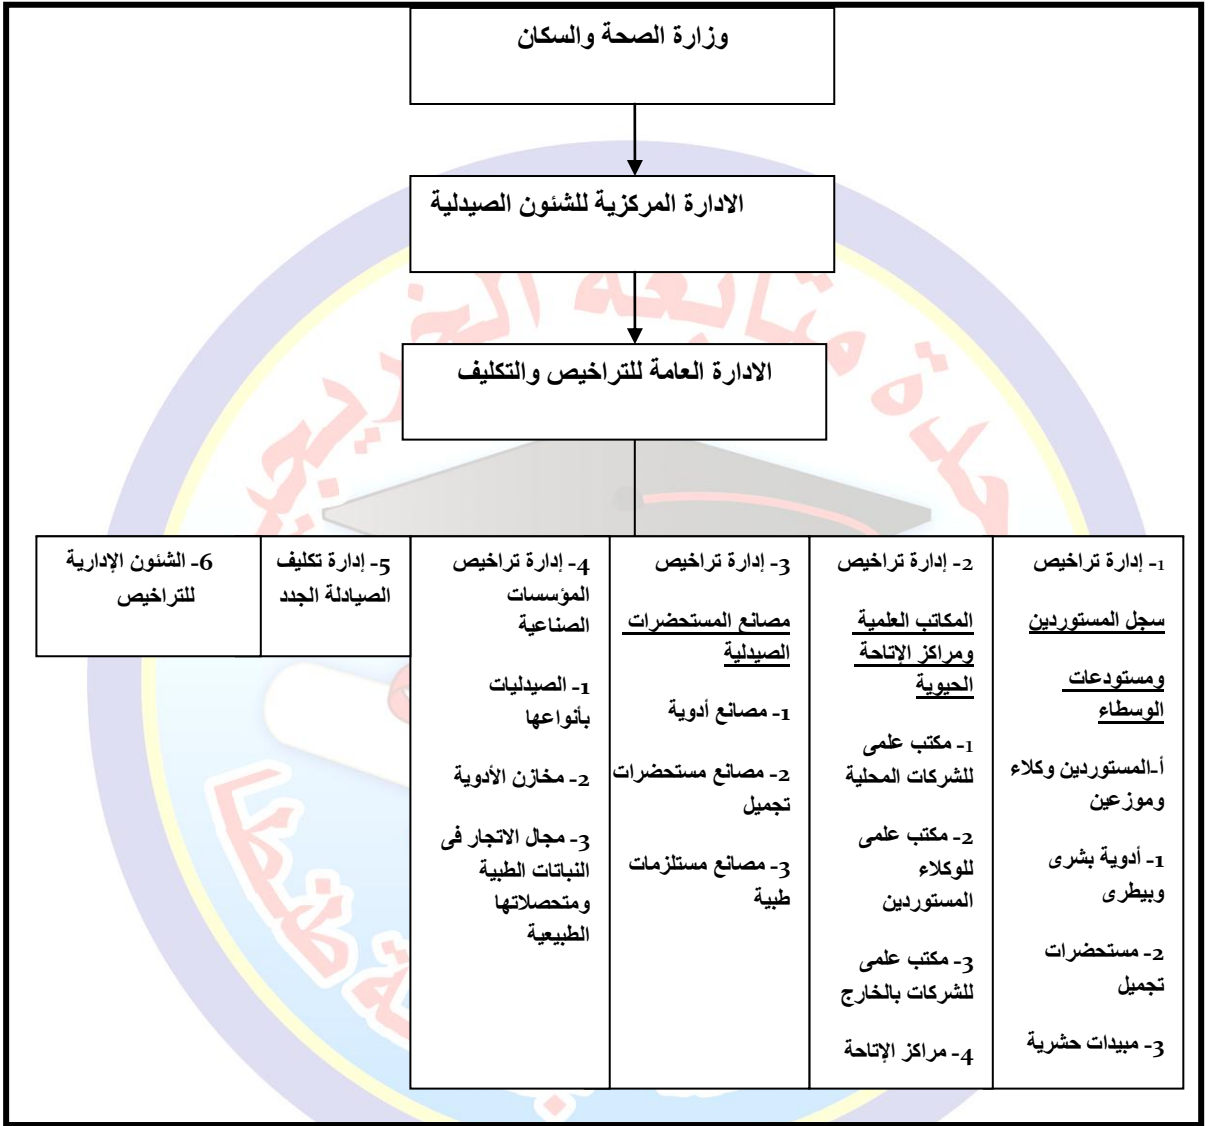 وزارة الصحة والسكان
الادارة المركزية للشئون الصيدلية
الادارة العامة للتراخيص والتكليف
1- إدارة تراخيص
سجل المستوردين
ومستودعات
الوسطاء
أ-المستوردين وكلاء
وموزعين
1- أدوية بشرى
وبيطرى
2- مستحضرات
تجميل
3- مبيدات حشرية
2- إدارة تراخيص
المكاتب العلمية
ومراكز الإتاحة
الحيوية
1- مكتب علمى
للشركات المحلية
2- مكتب علمى
للوكلاء
المستوردين
3- مكتب علمى
للشركات بالخارج
4- مراكز الإتاحة
3- إدارة تراخيص
مصانع المستحضرات
الصيدلية
1- مصانع أدوية
2- مصانع مستحضرات
تجميل
3- مصانع مستلزمات
طبية
4- إدارة تراخيص
المؤسسات
الصناعية
1- الصيدليات
بأنواعها
2- مخازن الأدوية
3- مجال الاتجار فى
النباتات الطبية
ومتحصلاتها
الطبيعية
5- إدارة تكليف
الصيادلة الجدد
6- الشئون الإدارية
للتراخيص
متابعة